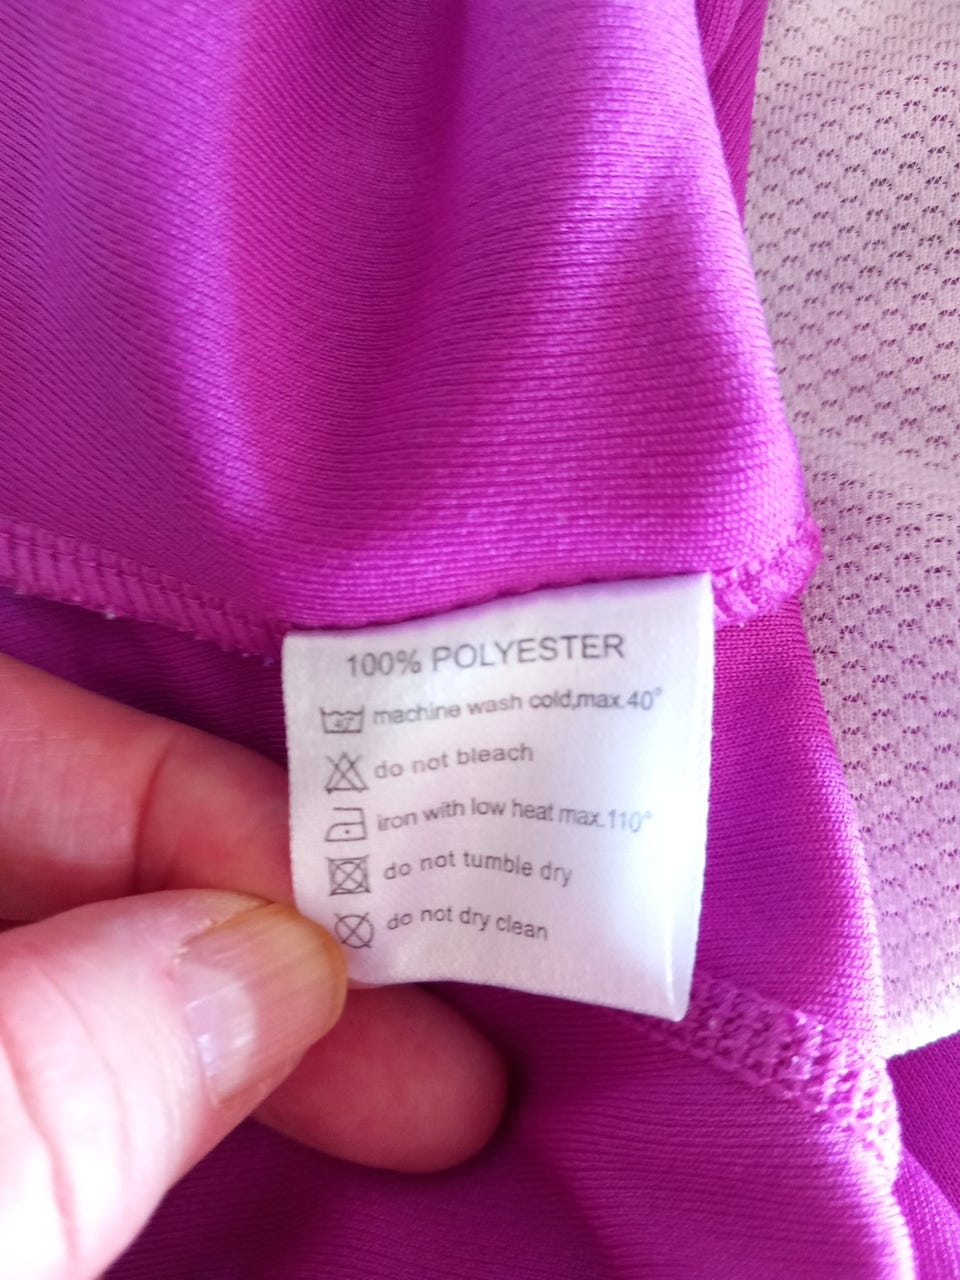 100% POLYESTER
machine wash cold,max.40°
do not bleach
iron with low heat max.110°
do not tumble dry
do not dry clean